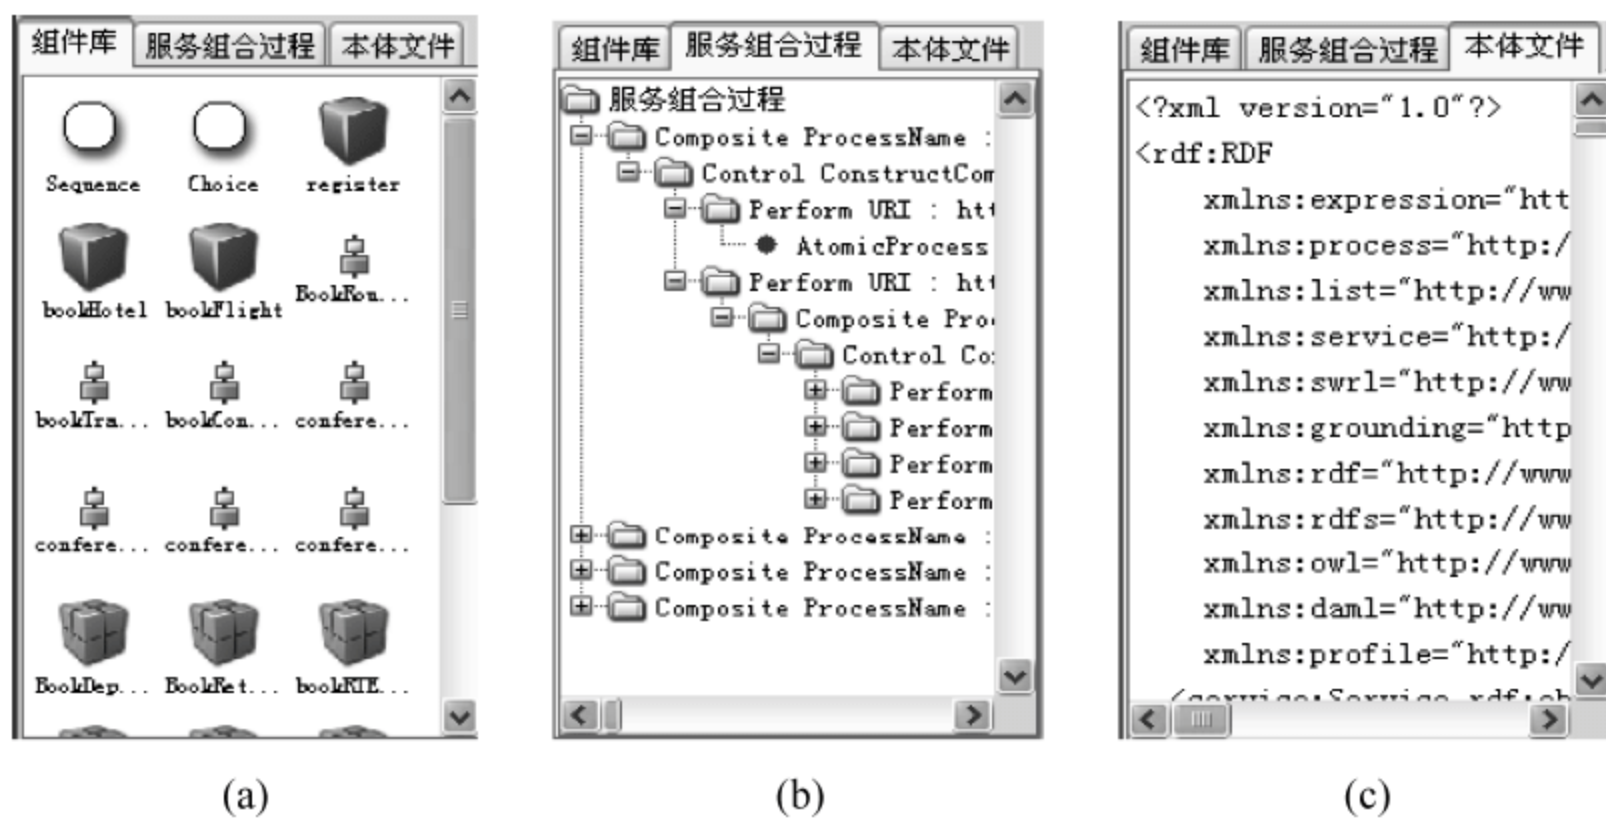 组件库 服务组合过程 本体文件
Sequence Choice register
bookHotel bookFlight BookRou...
bookTra... bookCon... confere...
confere... confere... confere...
BookDep... BookRet... bookRTE...
(a)
组件库 服务组合过程 本体文件
服务组合过程
Composite ProcessName :
Control ConstructCom
Perform URI : htt
AtomicProcess
Perform URI : htt
Composite Pro
Control Co
Perform
Perform
Perform
Perform
Composite ProcessName :
Composite ProcessName :
Composite ProcessName :
(b)
组件库 服务组合过程 本体文件
<?xml version="1.0"?>
<rdf:RDF
xmlns:expression="htt
xmlns:process="http:/
xmlns:list="http://ww
xmlns:service="http:/
xmlns:swrl="http://ww
xmlns:grounding="http
xmlns:rdf="http://www
xmlns:rdfs="http://ww
xmlns:owl="http://www
xmlns:daml="http://ww
xmlns:profile="http:/
<service:Service rdf:ab
(c)